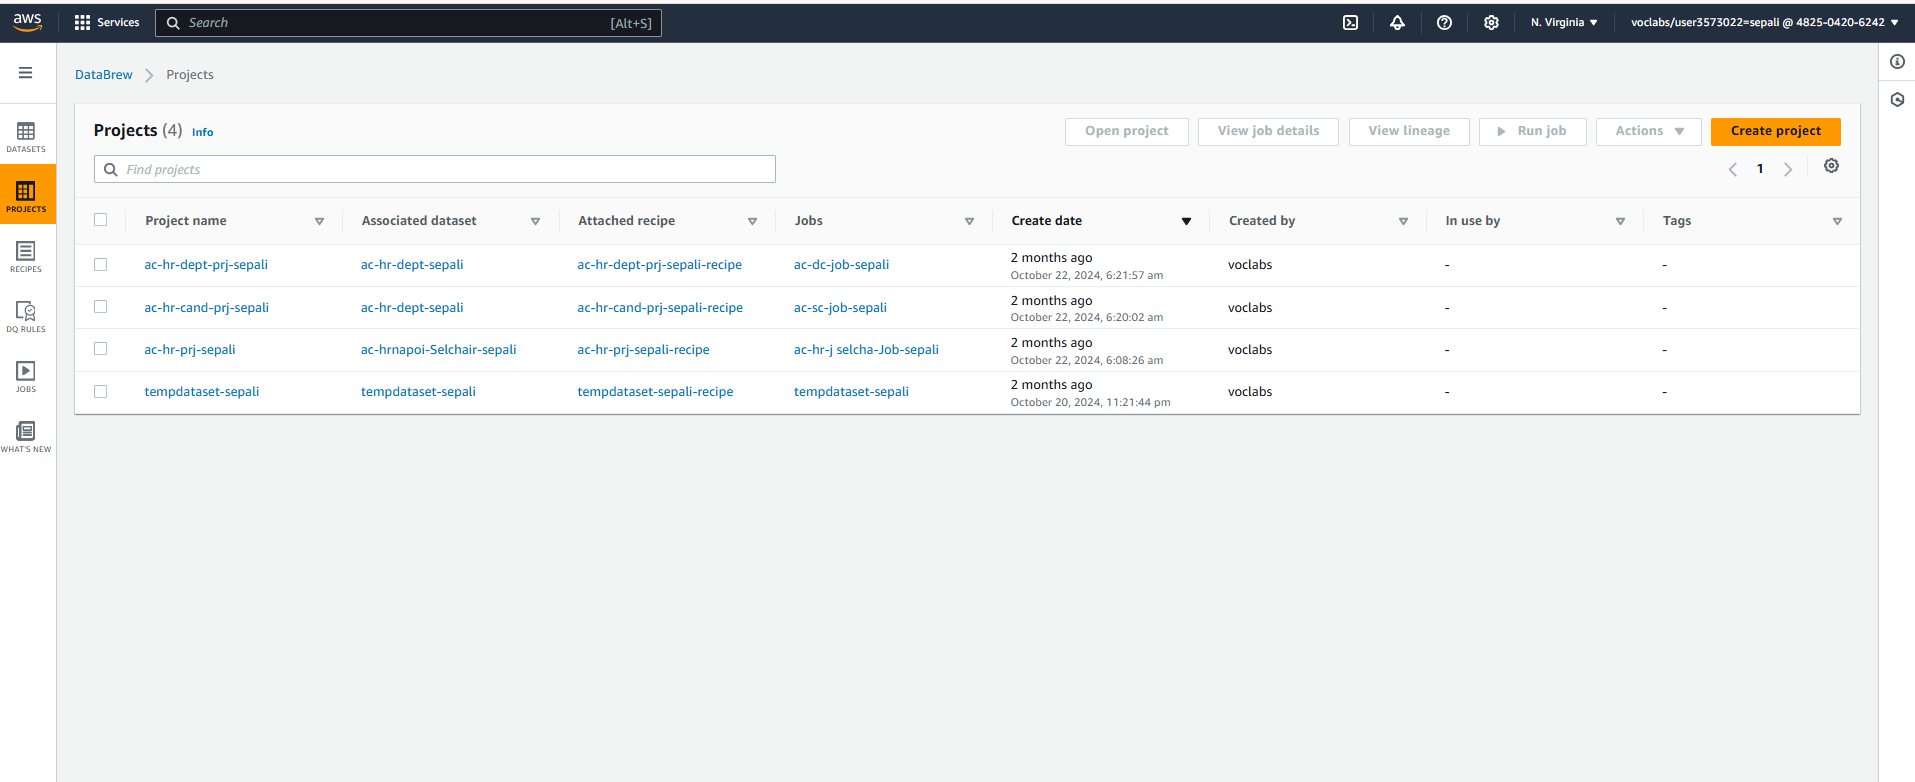 aws Services Search [Alt+S] N. Virginia voclabs/user3573022=sepali @ 4825-0420-6242
DataBrew Projects
DATASETS
PROJECTS
RECIPES
DQ RULES
JOBS
WHAT'S NEW
Projects (4) Info Open project View job details View lineage Run job Actions Create project
Find projects 1
Project name Associated dataset Attached recipe Jobs Create date Created by In use by Tags
ac-hr-dept-prj-sepali ac-hr-dept-sepali ac-hr-dept-prj-sepali-recipe ac-dc-job-sepali 2 months ago voclabs - -
October 22, 2024, 6:21:57 am
ac-hr-cand-prj-sepali ac-hr-dept-sepali ac-hr-cand-prj-sepali-recipe ac-sc-job-sepali 2 months ago voclabs - -
October 22, 2024, 6:20:02 am
ac-hr-prj-sepali ac-hrnapoi-Selchair-sepali ac-hr-prj-sepali-recipe ac-hr-j selcha-Job-sepali 2 months ago voclabs - -
October 22, 2024, 6:08:26 am
tempdataset-sepali tempdataset-sepali tempdataset-sepali-recipe tempdataset-sepali 2 months ago voclabs - -
October 20, 2024, 11:21:44 pm